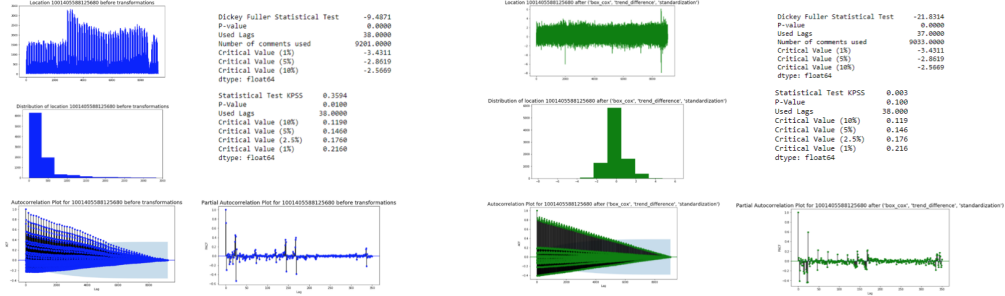 Location 1001405588125680 before transformations
Dickey Fuller Statistical Test -9.4871
P-value 0.0000
Used Lags 38.0000
Number of comments used 9201.0000
Critical Value (1%) -3.4311
Critical Value (5%) -2.8619
Critical Value (10%) -2.5669
dtype: float64
Statistical Test KPSS 0.3594
P-Value 0.0100
Used Lags 38.0000
Critical Value (10%) 0.1190
Critical Value (5%) 0.1460
Critical Value (2.5%) 0.1760
Critical Value (1%) 0.2160
dtype: float64
Distribution of location 1001405588125680 before transformations
Autocorrelation Plot for 1001405588125680 before transformations
Partial Autocorrelation Plot for 1001405588125680 before transformations
Location 1001405588125680 after ('box_cox', 'trend_difference', 'standardization')
Dickey Fuller Statistical Test -21.8314
P-value 0.0000
Used Lags 37.0000
Number of comments used 9033.0000
Critical Value (1%) -3.4311
Critical Value (5%) -2.8619
Critical Value (10%) -2.5669
dtype: float64
Statistical Test KPSS 0.003
P-Value 0.100
Used Lags 38.000
Critical Value (10%) 0.119
Critical Value (5%) 0.146
Critical Value (2.5%) 0.176
Critical Value (1%) 0.216
dtype: float64
Distribution of location 1001405588125680 after ('box_cox', 'trend_difference', 'standardization')
Autocorrelation Plot for 1001405588125680 after ('box_cox', 'trend_difference', 'standardization')
Partial Autocorrelation Plot for 1001405588125680 after ('box_cox', 'trend_difference', 'standardization')